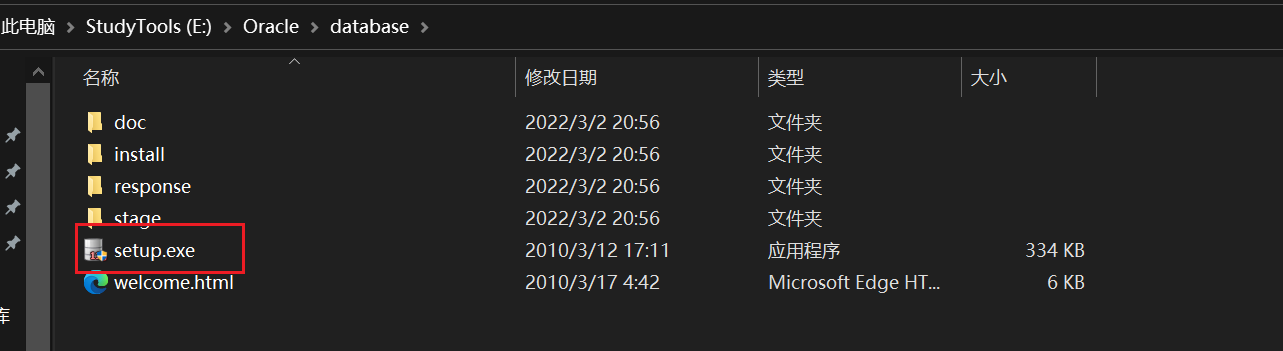 此电脑 > StudyTools (E:) > Oracle > database >
名称 修改日期 类型 大小
doc 2022/3/2 20:56 文件夹
install 2022/3/2 20:56 文件夹
response 2022/3/2 20:56 文件夹
stage 2022/3/2 20:56 文件夹
setup.exe 2010/3/12 17:11 应用程序 334 KB
welcome.html 2010/3/17 4:42 Microsoft Edge HT... 6 KB
库